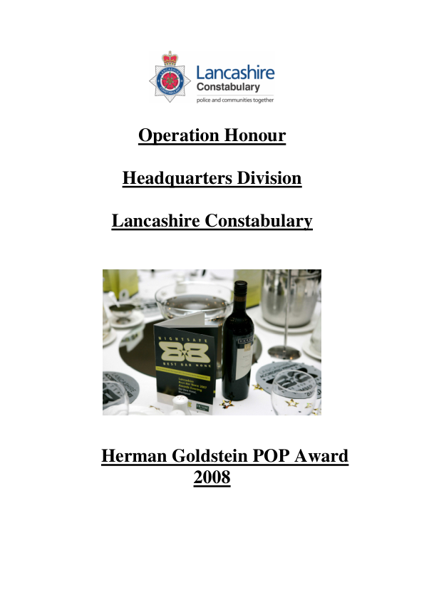 Lancashire
Constabulary
police and communities together
Operation Honour
Headquarters Division
Lancashire Constabulary
BEST BAR NONE
Herman Goldstein POP Award
2008